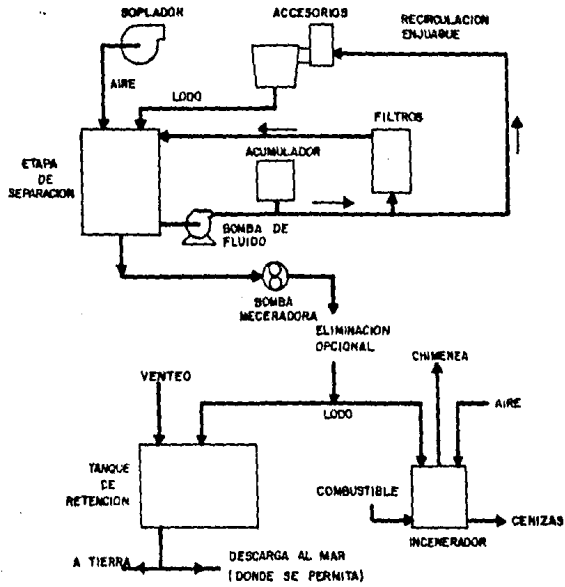 SOPLADOR
ACCESORIOS
RECIRCULACION
ENJUAGUE
AIRE
LODO
FILTROS
ACUMULADOR
ETAPA
DE
SEPARACION
BOMBA DE
FLUIDO
BOMBA
MECERADORA
ELIMINACION
OPCIONAL
CHIMENEA
VENTEO
LODO
AIRE
TANQUE
DE
RETENCION
COMBUSTIBLE
CENIZAS
INCENERADOR
A TIERRA
DESCARGA AL MAR
(DONDE SE PERMITA)